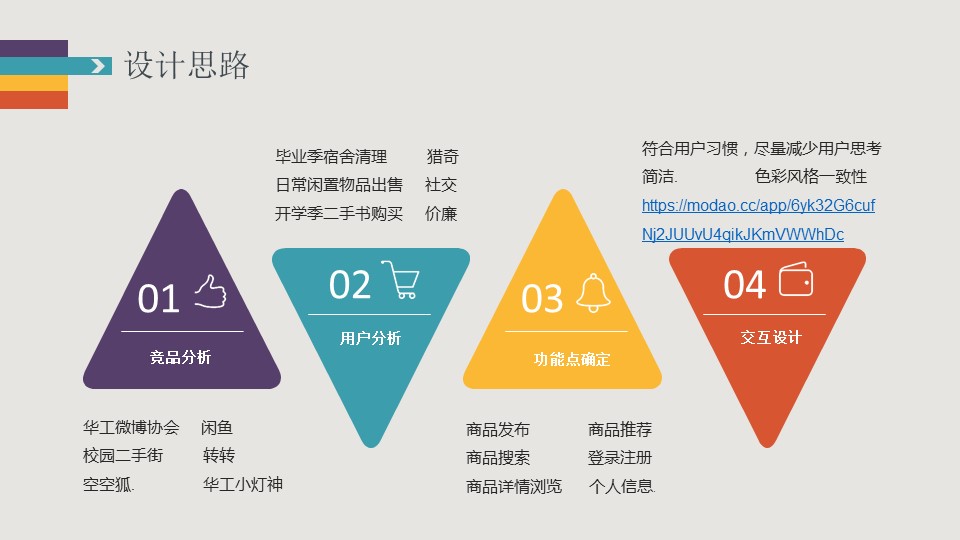 设计思路
01
竞品分析
华工微博协会 闲鱼
校园二手街 转转
空空狐. 华工小灯神
毕业季宿舍清理 猎奇
日常闲置物品出售 社交
开学季二手书购买 价廉
02
用户分析
03
功能点确定
商品发布 商品推荐
商品搜索 登录注册
商品详情浏览 个人信息.
符合用户习惯，尽量减少用户思考
简洁. 色彩风格一致性
https://modao.cc/app/6yk32G6cuf
Nj2JUUvU4qikJKmVWWhDc
04
交互设计